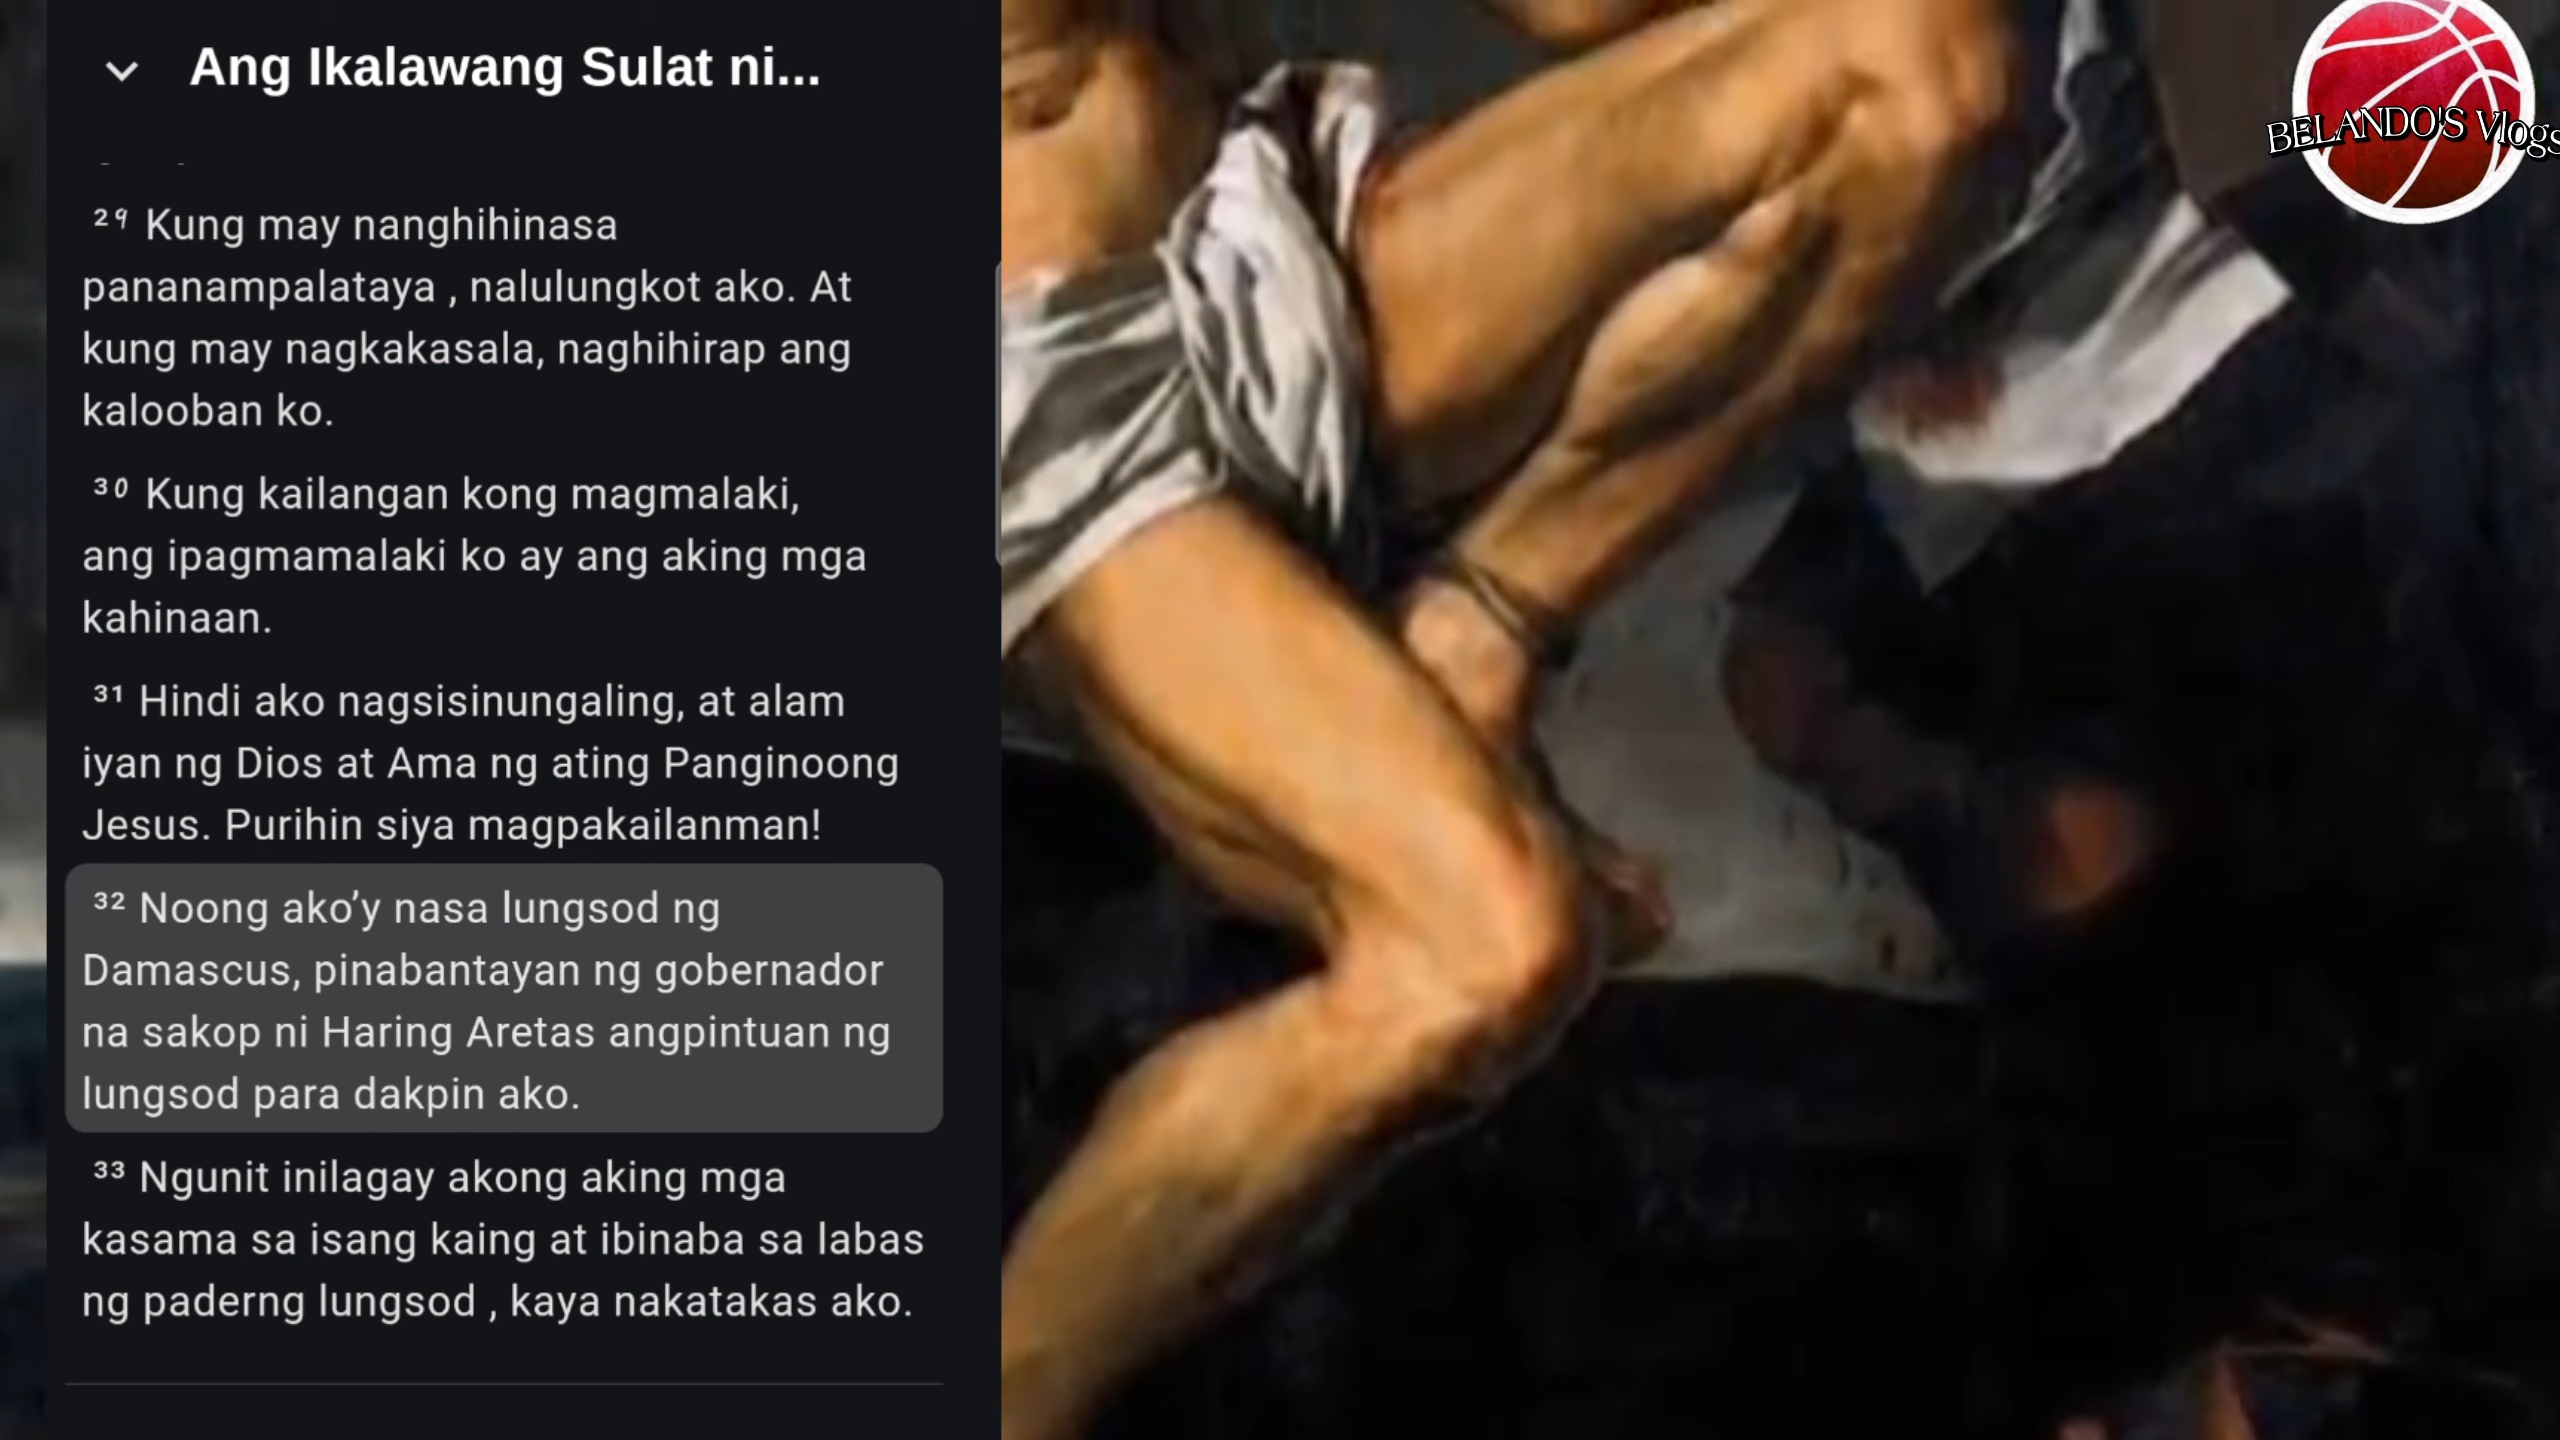 Ang Ikalawang Sulat ni...
²⁹ Kung may nanghihinasa
pananampalataya , nalulungkot ako. At
kung may nagkakasala, naghihirap ang
kalooban ko.
³⁰ Kung kailangan kong magmalaki,
ang ipagmamalaki ko ay ang aking mga
kahinaan.
³¹ Hindi ako nagsisinungaling, at alam
iyan ng Dios at Ama ng ating Panginoong
Jesus. Purihin siya magpakailanman!
³² Noong ako’y nasa lungsod ng
Damascus, pinabantayan ng gobernador
na sakop ni Haring Aretas angpintuan ng
lungsod para dakpin ako.
³³ Ngunit inilagay akong aking mga
kasama sa isang kaing at ibinaba sa labas
ng paderng lungsod , kaya nakatakas ako.
BELANDO'S Vlogs